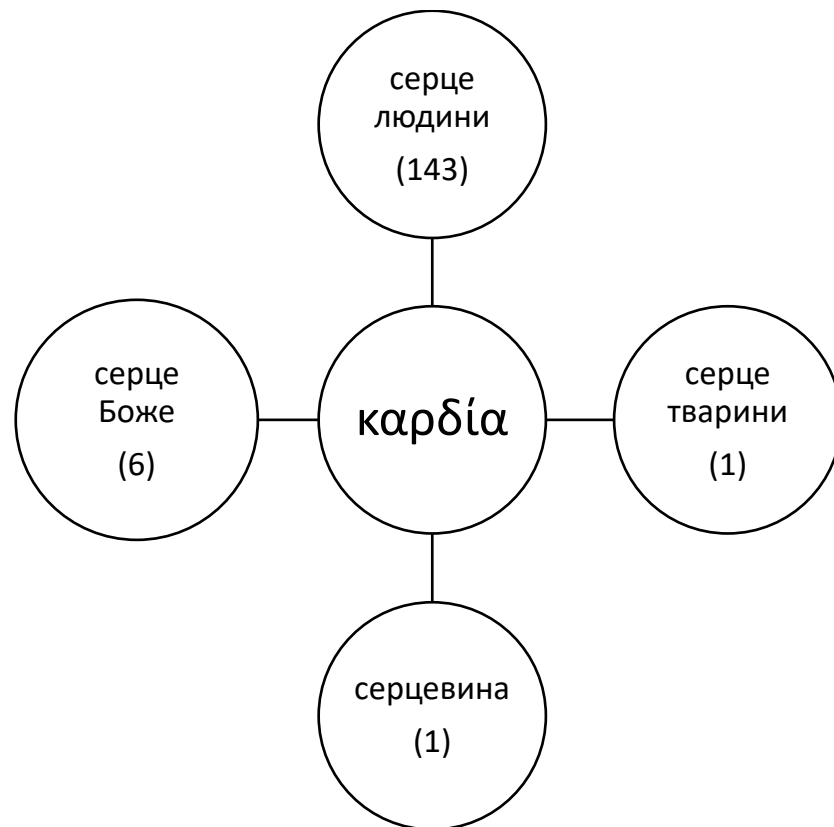 серце
людини
(143)
серце
Боже
(6)
καρδία
серце
тварини
(1)
серцевина
(1)